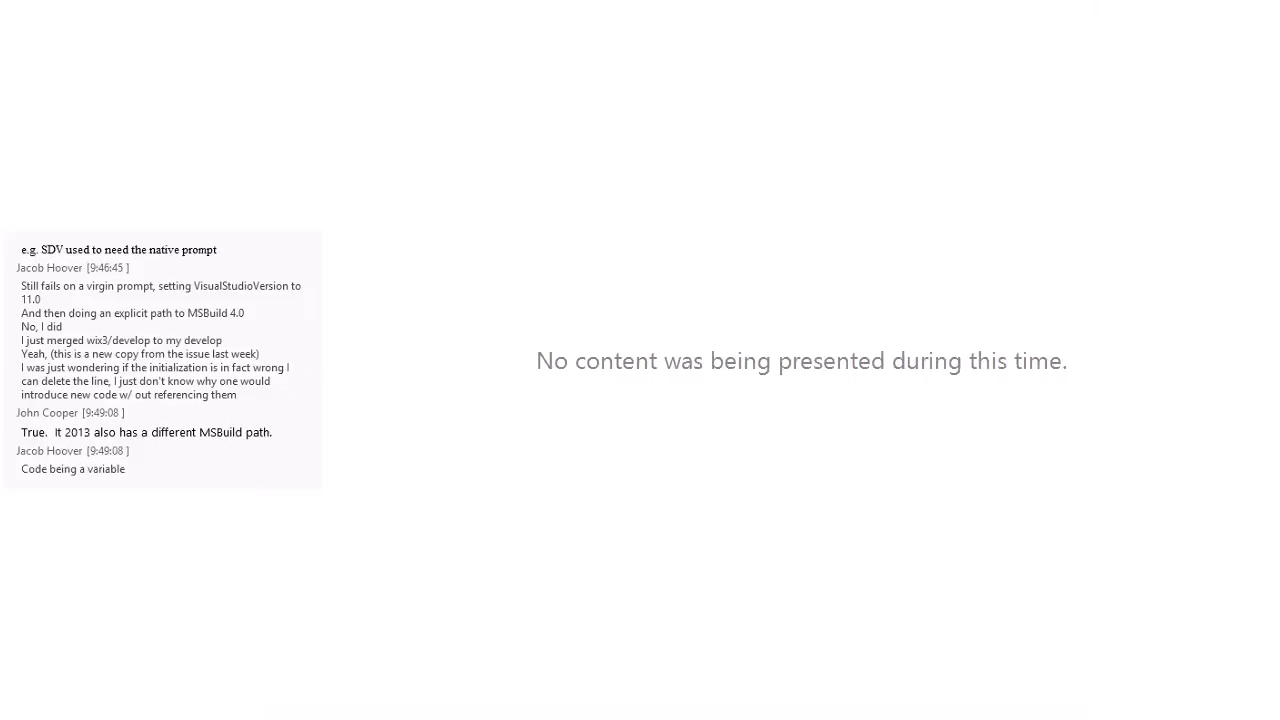 e.g. SDV used to need the native prompt
Jacob Hoover [9:46:45 ]
Still fails on a virgin prompt, setting VisualStudioVersion to
11.0
And then doing an explicit path to MSBuild 4.0
No, I did
I just merged wix3/develop to my develop
Yeah, (this is a new copy from the issue last week)
I was just wondering if the initialization is in fact wrong I
can delete the line, I just don't know why one would
introduce new code w/ out referencing them
John Cooper [9:49:08 ]
True.  It 2013 also has a different MSBuild path.
Jacob Hoover [9:49:08 ]
Code being a variable
No content was being presented during this time.